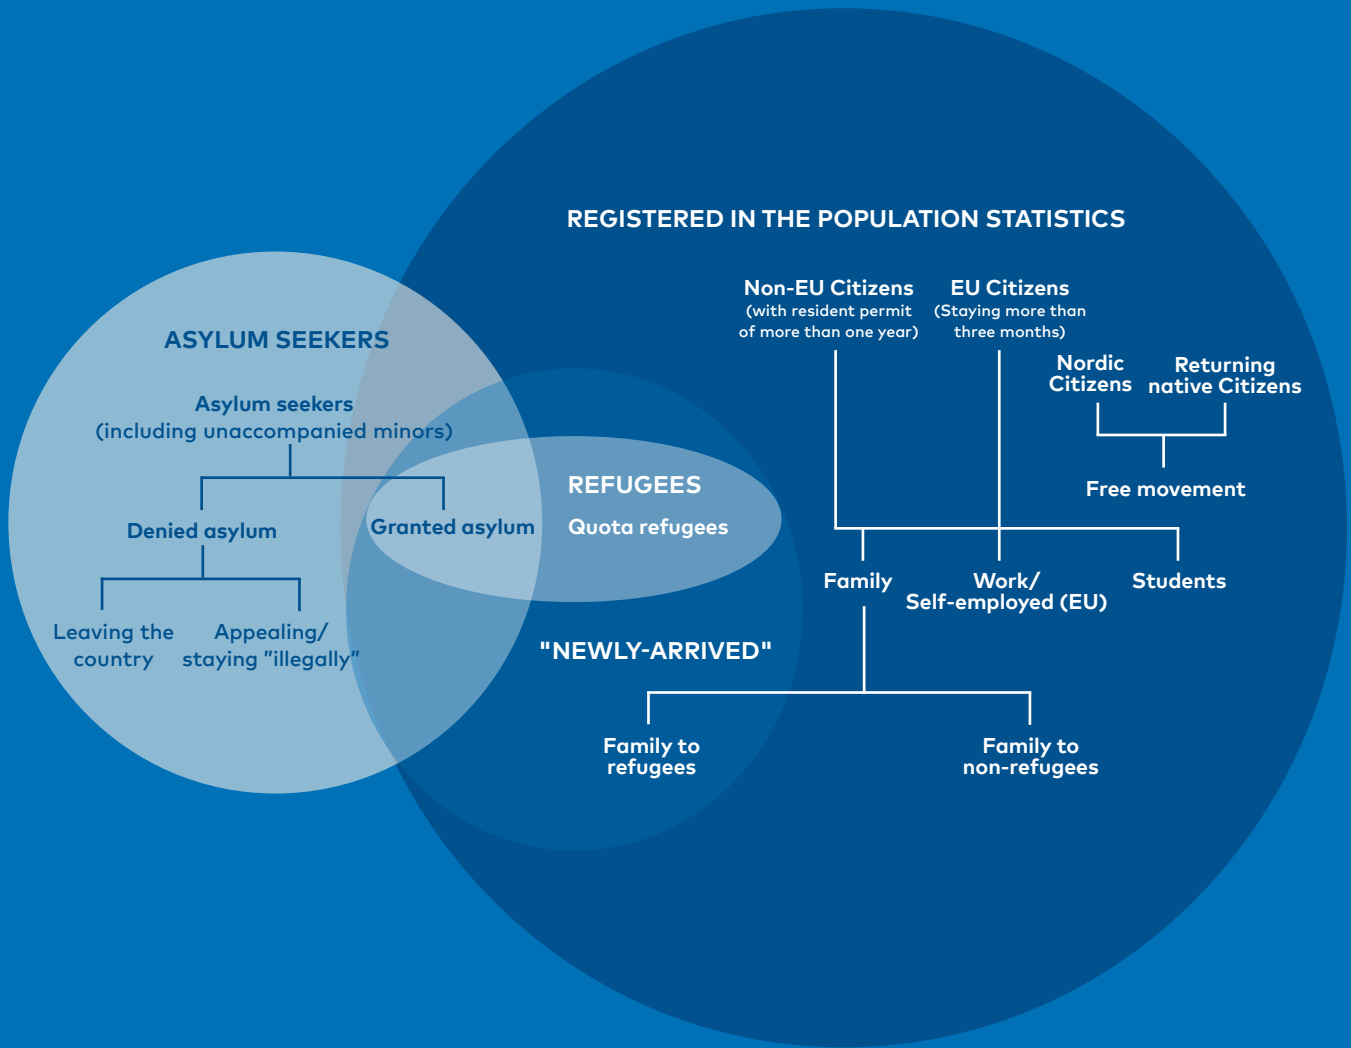 REGISTERED IN THE POPULATION STATISTICS
Non-EU Citizens
(with resident permit
of more than one year)
EU Citizens
(Staying more than
three months)
Nordic
Citizens
Returning
native Citizens
Free movement
Family
Work/
Self-employed (EU)
Students
Family to
refugees
Family to
non-refugees
ASYLUM SEEKERS
Asylum seekers
(including unaccompanied minors)
Denied asylum
Granted asylum
Leaving the
country
Appealing/
staying "illegally"
REFUGEES
Quota refugees
"NEWLY-ARRIVED"